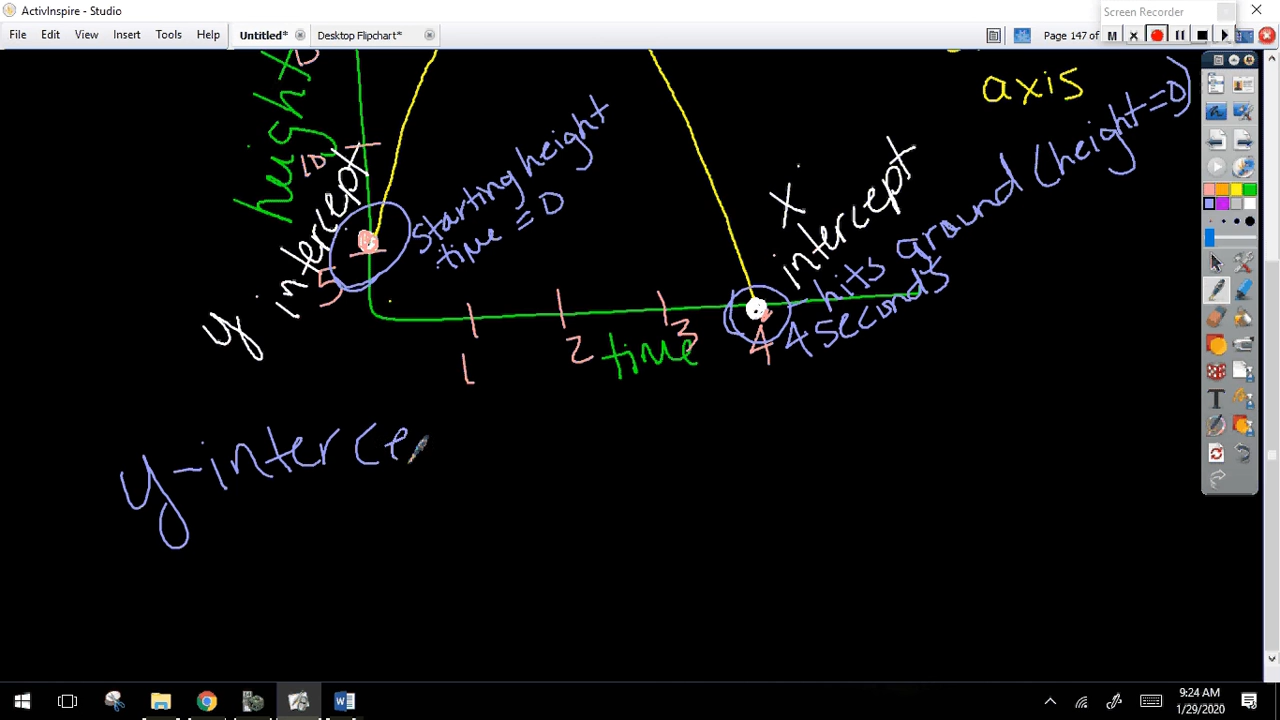 ActivInspire - Studio
Screen Recorder
File Edit View Insert Tools Help
Untitled* Desktop Flipchart*
Page 147 of
height
10
5
y intercept
Starting height
time = 0
axis
x
intercept
hits around (height=0)
4 seconds
1
2
3
4
time
y-interce
9:24 AM
1/29/2020